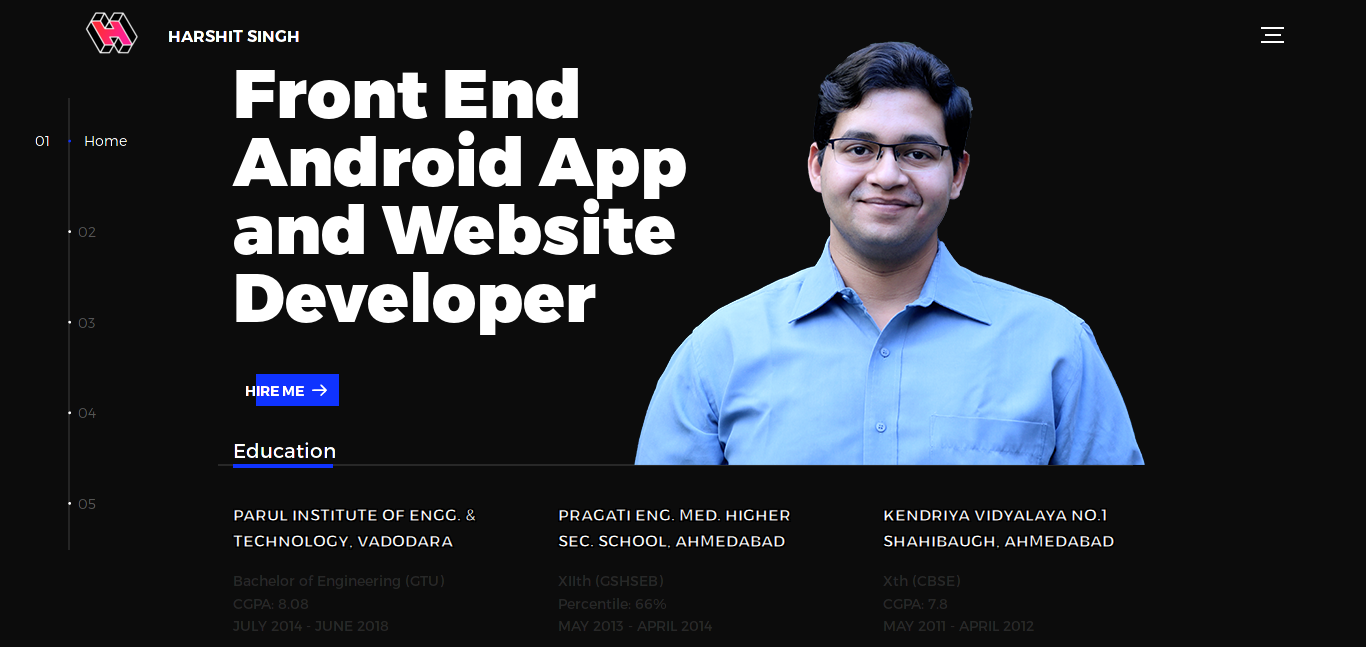 HARSHIT SINGH
Front End
Android App
and Website
Developer
01 Home
02
03
04
05
HIRE ME →
Education
PARUL INSTITUTE OF ENGG. &
TECHNOLOGY, VADODARA
Bachelor of Engineering (GTU)
CGPA: 8.08
JULY 2014 - JUNE 2018
PRAGATI ENG. MED. HIGHER
SEC. SCHOOL, AHMEDABAD
XIIth (GSHSEB)
Percentile: 66%
MAY 2013 - APRIL 2014
KENDRIYA VIDYALAYA NO.1
SHAHIBAUGH, AHMEDABAD
Xth (CBSE)
CGPA: 7.8
MAY 2011 - APRIL 2012